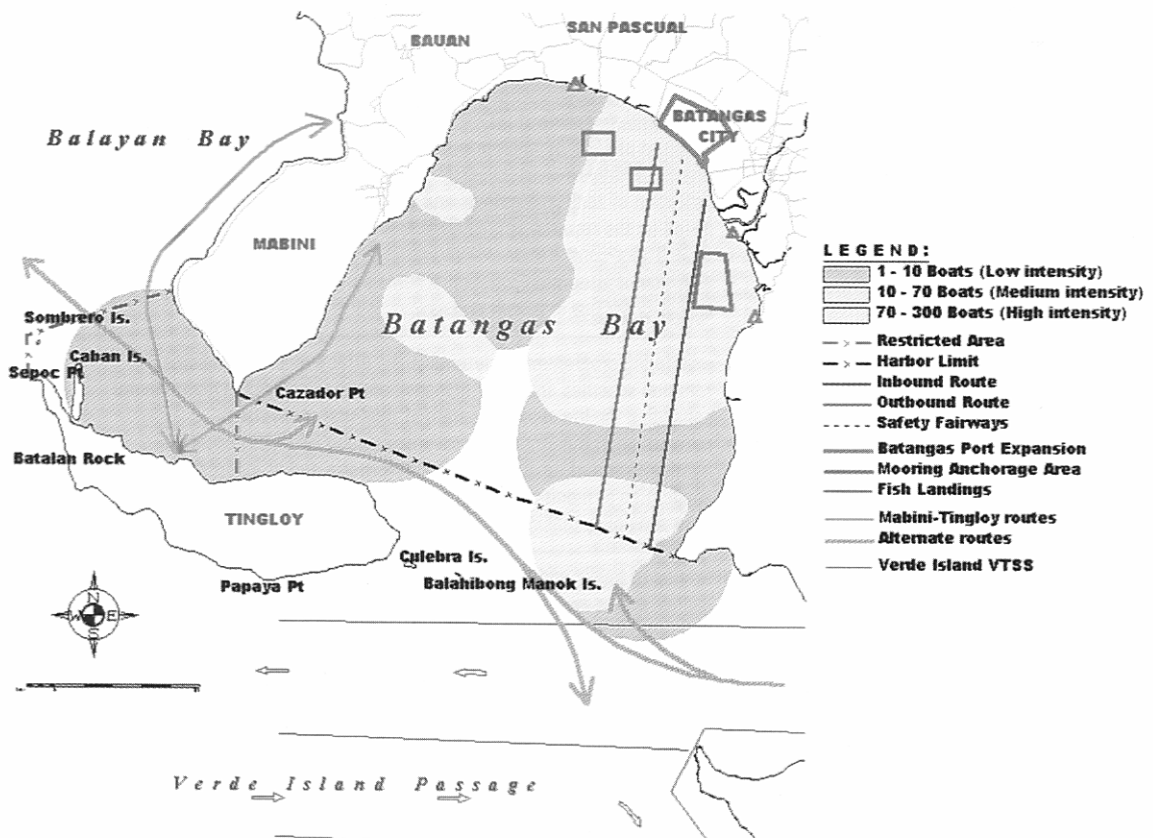 SAN PASCUAL
BAUAN
BATANGAS
CITY
Balayan Bay
MABINI
Batangas Bay
Sombrero Is.
Caban Is.
Sepoc Pt
Cazador Pt
Batalan Rock
TINGLOY
Culebra Is.
Papaya Pt
Balahibong Manok Is.
N
W E
S
Verde Island Passage
LEGEND:
1 - 10 Boats (Low intensity)
10 - 70 Boats (Medium intensity)
70 - 300 Boats (High intensity)
Restricted Area
Harbor Limit
Inbound Route
Outbound Route
Safety Fairways
Batangas Port Expansion
Mooring Anchorage Area
Fish Landings
Mabini-Tingloy routes
Alternate routes
Verde Island VTSS